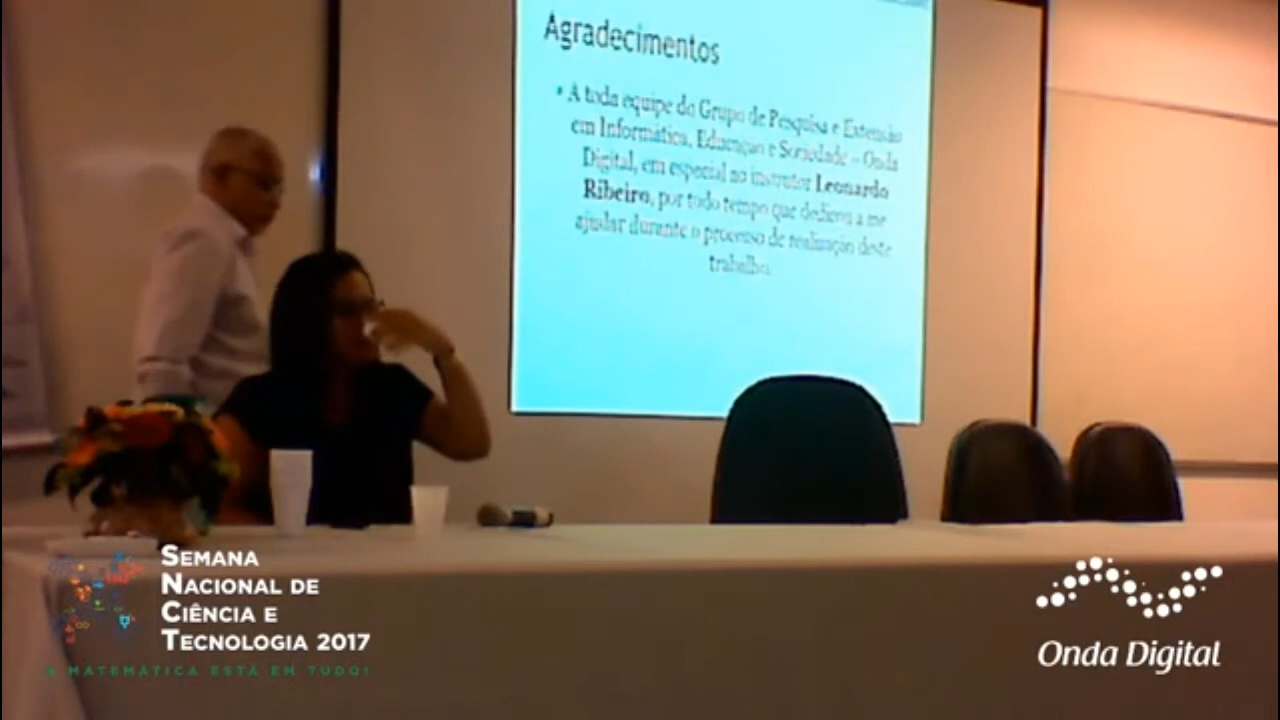 Agradecimentos
• A toda equipe do Grupo de Pesquisa e Extensão
em Informática, Educação e Sociedade – Onda
Digital, em especial ao instrutor Leonardo
Ribeiro, por todo tempo que dedicou a me
ajudar durante o processo de realização deste
trabalho.
SEMANA
NACIONAL DE
CIÊNCIA E
TECNOLOGIA 2017
A MATEMÁTICA ESTÁ EM TUDO!
Onda Digital